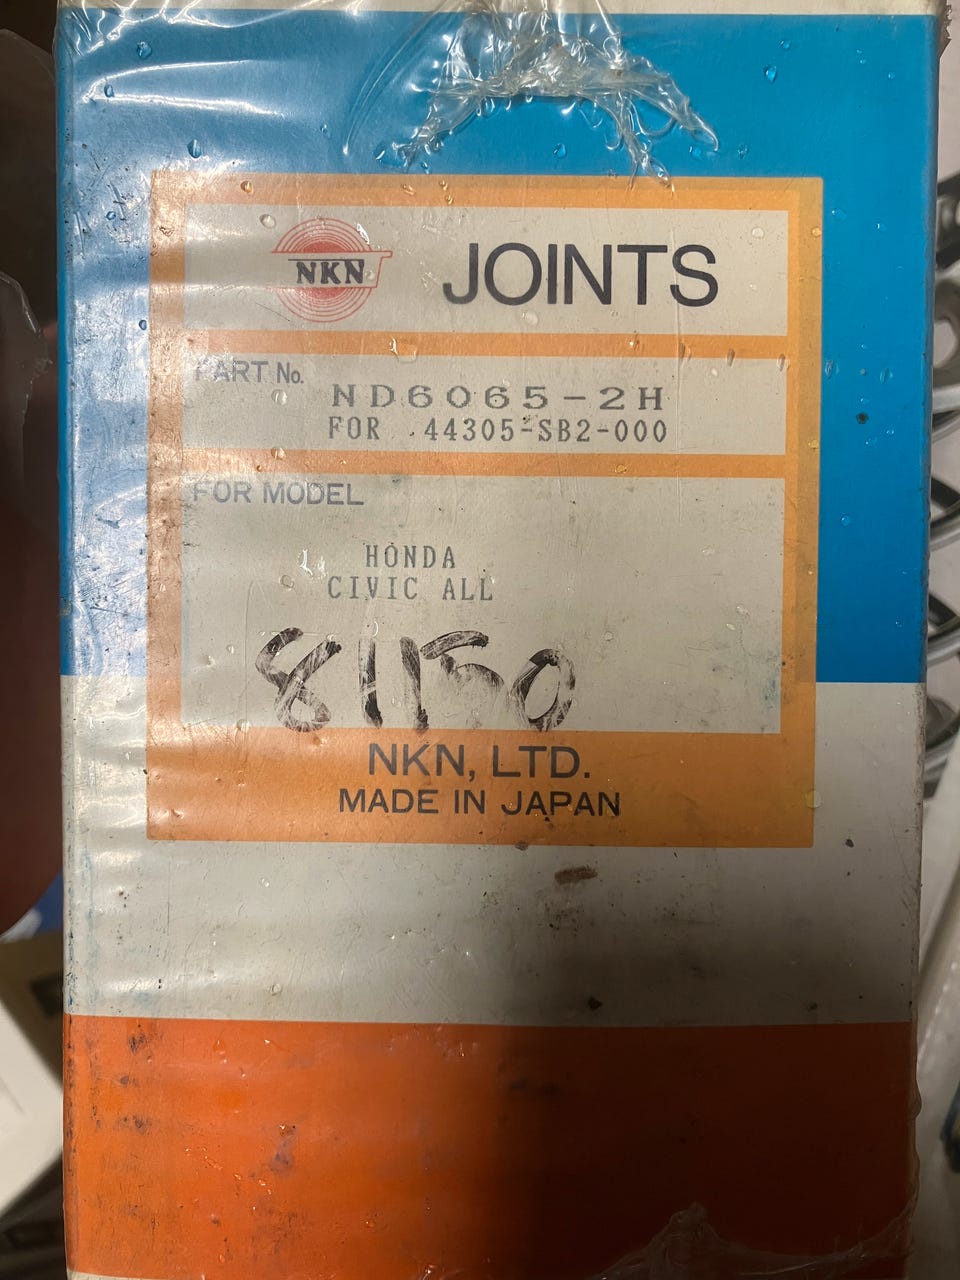 NKN JOINTS
PART No.
ND6065-2H
FOR 44305-SB2-000
FOR MODEL
HONDA
CIVIC ALL
81150
NKN, LTD.
MADE IN JAPAN